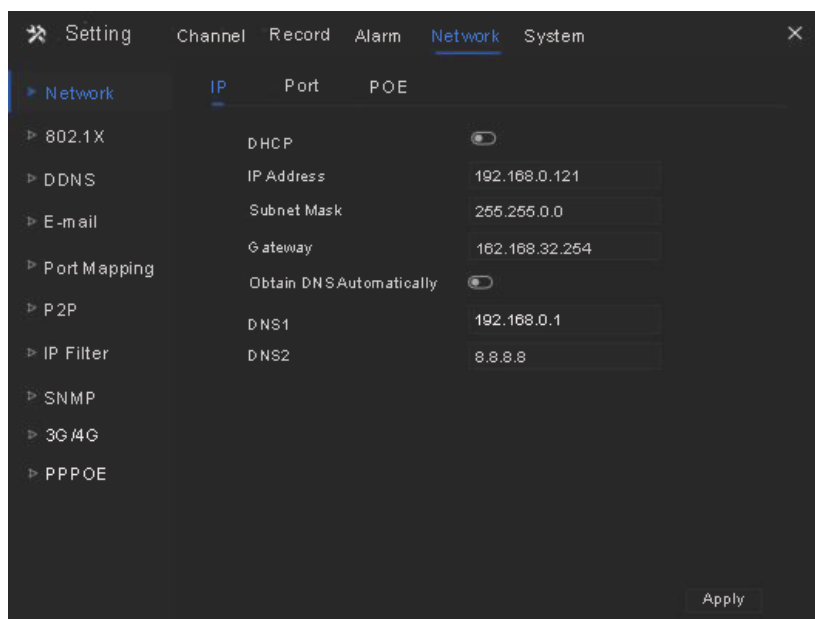 Setting Channel Record Alarm Network System ×
Network
802.1X
DDNS
E-mail
Port Mapping
P2P
IP Filter
SNMP
3G/4G
PPPOE
IP Port POE
DHCP
IP Address 192.168.0.121
Subnet Mask 255.255.0.0
Gateway 162.168.32.254
Obtain DNS Automatically
DNS1 192.168.0.1
DNS2 8.8.8.8
Apply